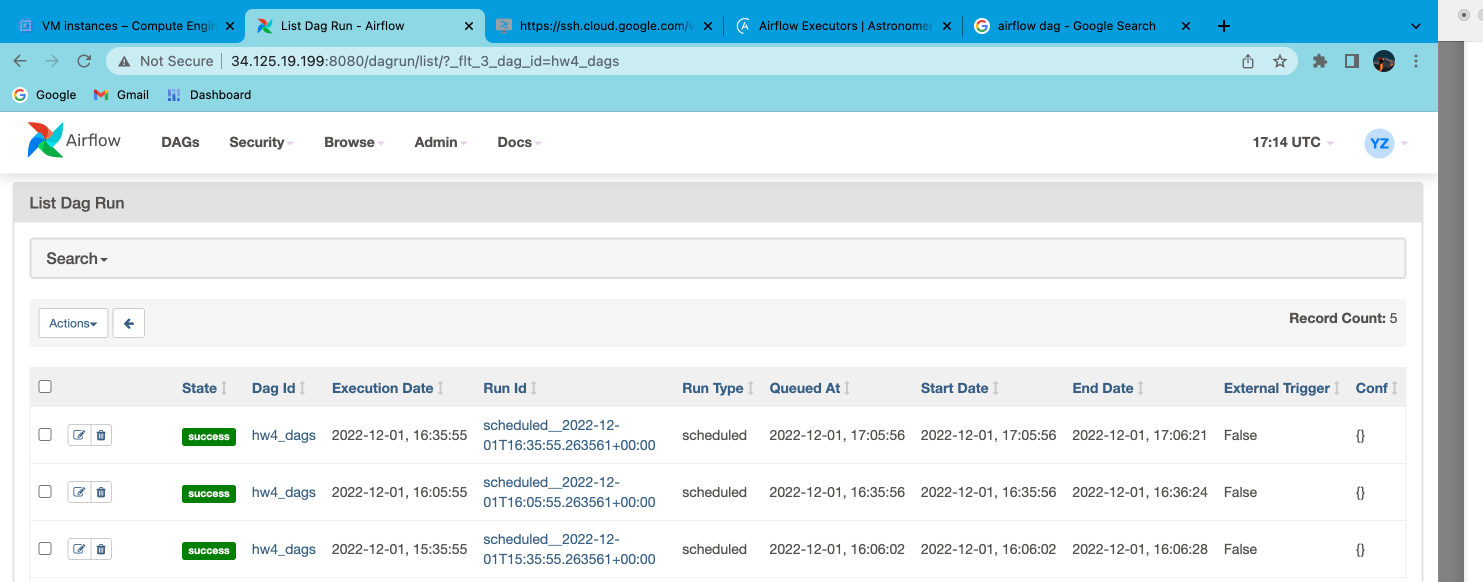 VM instances – Compute Engin
List Dag Run - Airflow
https://ssh.cloud.google.com/v
Airflow Executors | Astronomer
airflow dag - Google Search
Not Secure | 34.125.19.199:8080/dagrun/list/?_flt_3_dag_id=hw4_dags
Google Gmail Dashboard
Airflow DAGs Security Browse Admin Docs 17:14 UTC YZ
List Dag Run
Search
Actions Record Count: 5
State Dag Id Execution Date Run Id Run Type Queued At Start Date End Date External Trigger Conf
success hw4_dags 2022-12-01, 16:35:55 scheduled__2022-12-
01T16:35:55.263561+00:00 scheduled 2022-12-01, 17:05:56 2022-12-01, 17:05:56 2022-12-01, 17:06:21 False {}
success hw4_dags 2022-12-01, 16:05:55 scheduled__2022-12-
01T16:05:55.263561+00:00 scheduled 2022-12-01, 16:35:56 2022-12-01, 16:35:56 2022-12-01, 16:36:24 False {}
success hw4_dags 2022-12-01, 15:35:55 scheduled__2022-12-
01T15:35:55.263561+00:00 scheduled 2022-12-01, 16:06:02 2022-12-01, 16:06:02 2022-12-01, 16:06:28 False {}